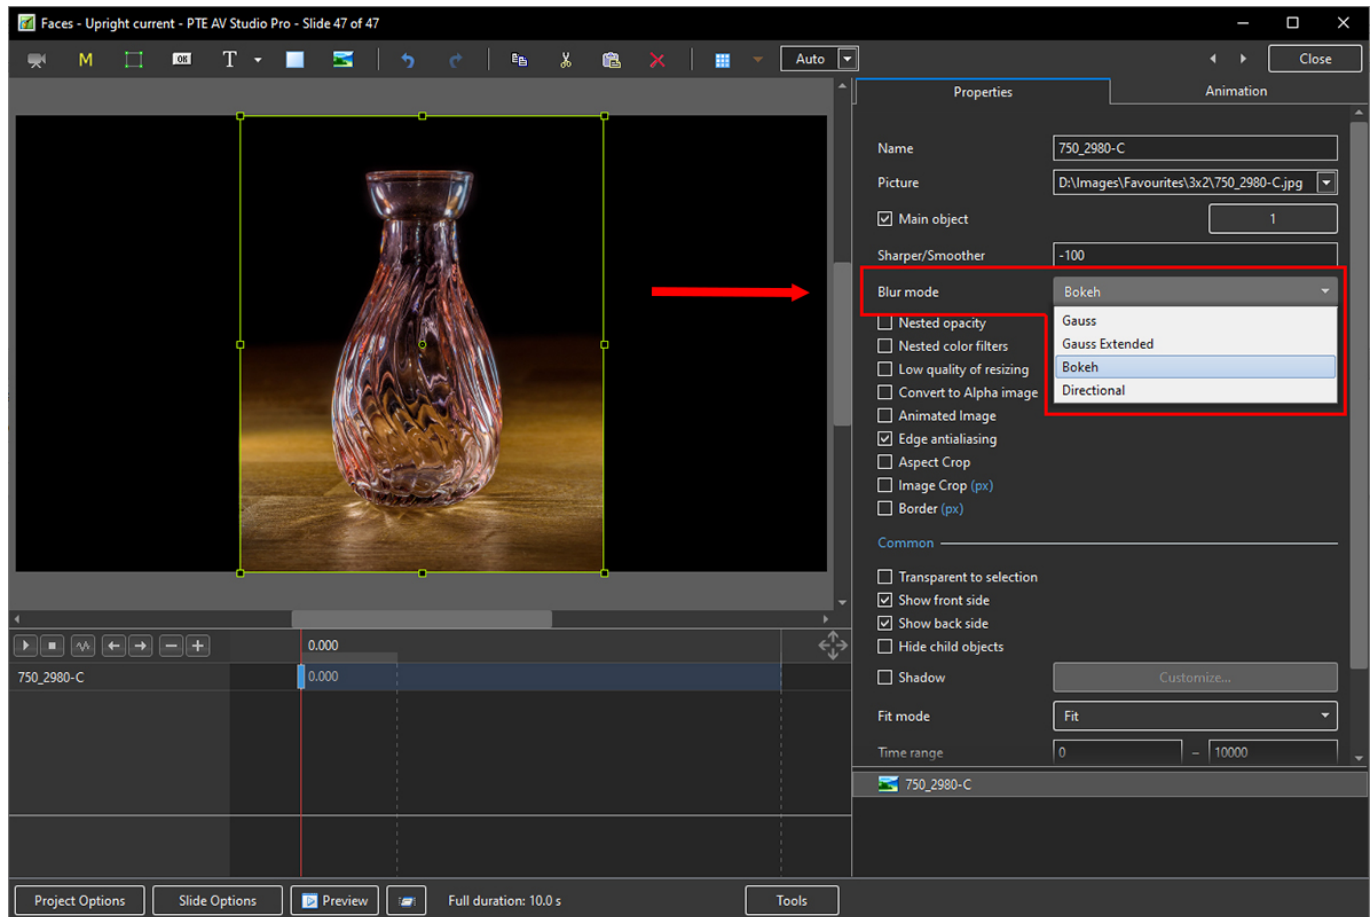 Faces - Upright current - PTE AV Studio Pro - Slide 47 of 47
M OK T Auto Close
Properties Animation
Name 750_2980-C
Picture D:\Images\Favourites\3x2\750_2980-C.jpg
Main object 1
Sharper/Smoother -100
Blur mode Bokeh
Gauss
Nested opacity
Gauss Extended
Nested color filters
Bokeh
Low quality of resizing
Directional
Convert to Alpha image
Animated Image
Edge antialiasing
Aspect Crop
Image Crop (px)
Border (px)
Common
Transparent to selection
Show front side
Show back side
Hide child objects
Shadow Customize...
Fit mode Fit
Time range 0 – 10000
750_2980-C
0.000
750_2980-C 0.000
Project Options Slide Options Preview Full duration: 10.0 s Tools